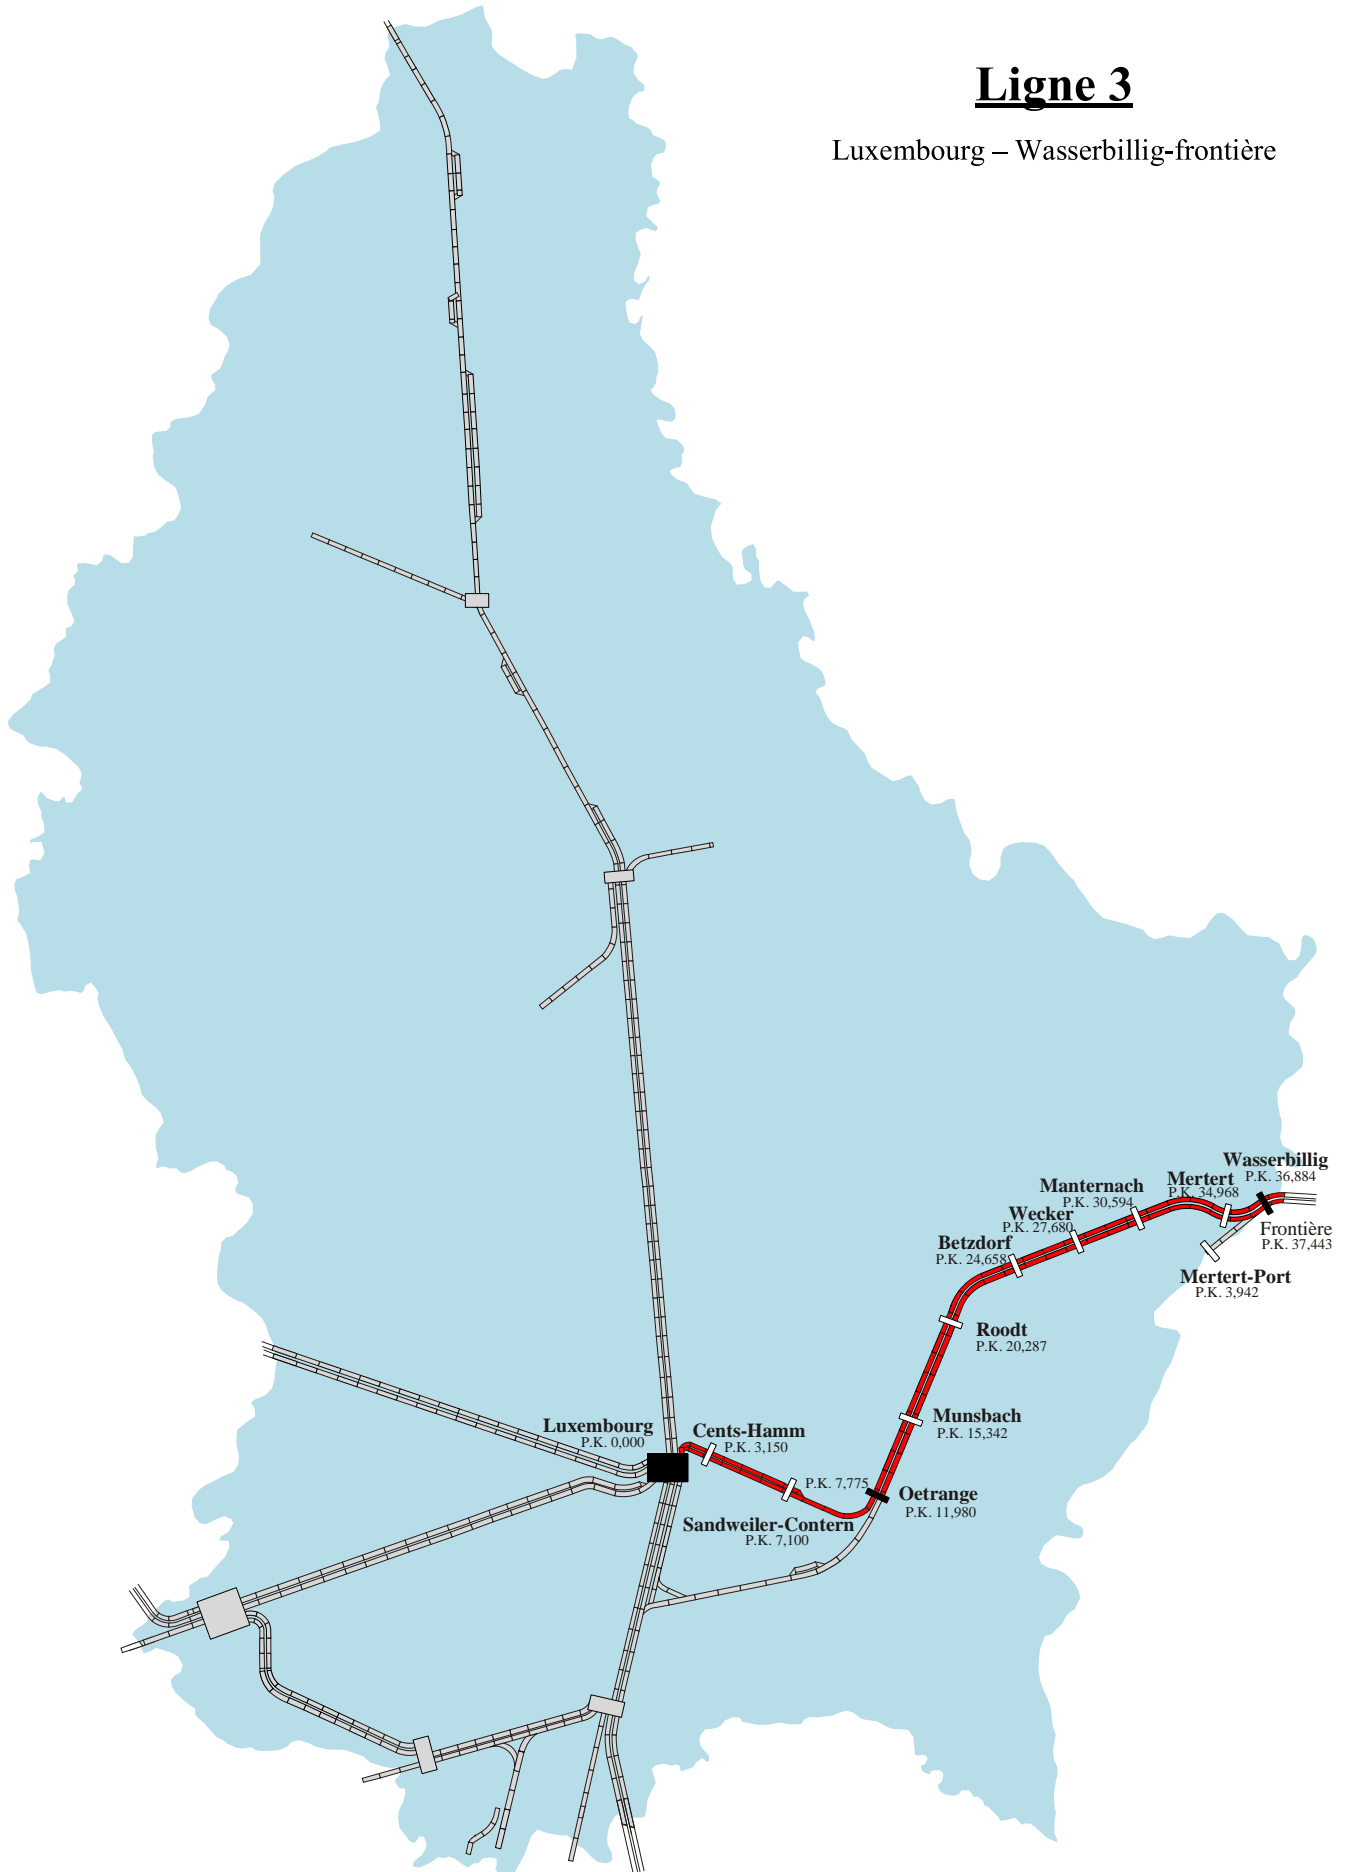 Ligne 3
Luxembourg – Wasserbillig-frontière
Wasserbillig
P.K. 36,884
Mertert
P.K. 34,968
Manternach
P.K. 30,594
Wecker
P.K. 27,680
Frontière
P.K. 37,443
Betzdorf
P.K. 24,658
Mertert-Port
P.K. 3,942
Roodt
P.K. 20,287
Munsbach
P.K. 15,342
Luxembourg
P.K. 0,000
Cents-Hamm
P.K. 3,150
P.K. 7,775
Oetrange
P.K. 11,980
Sandweiler-Contern
P.K. 7,100